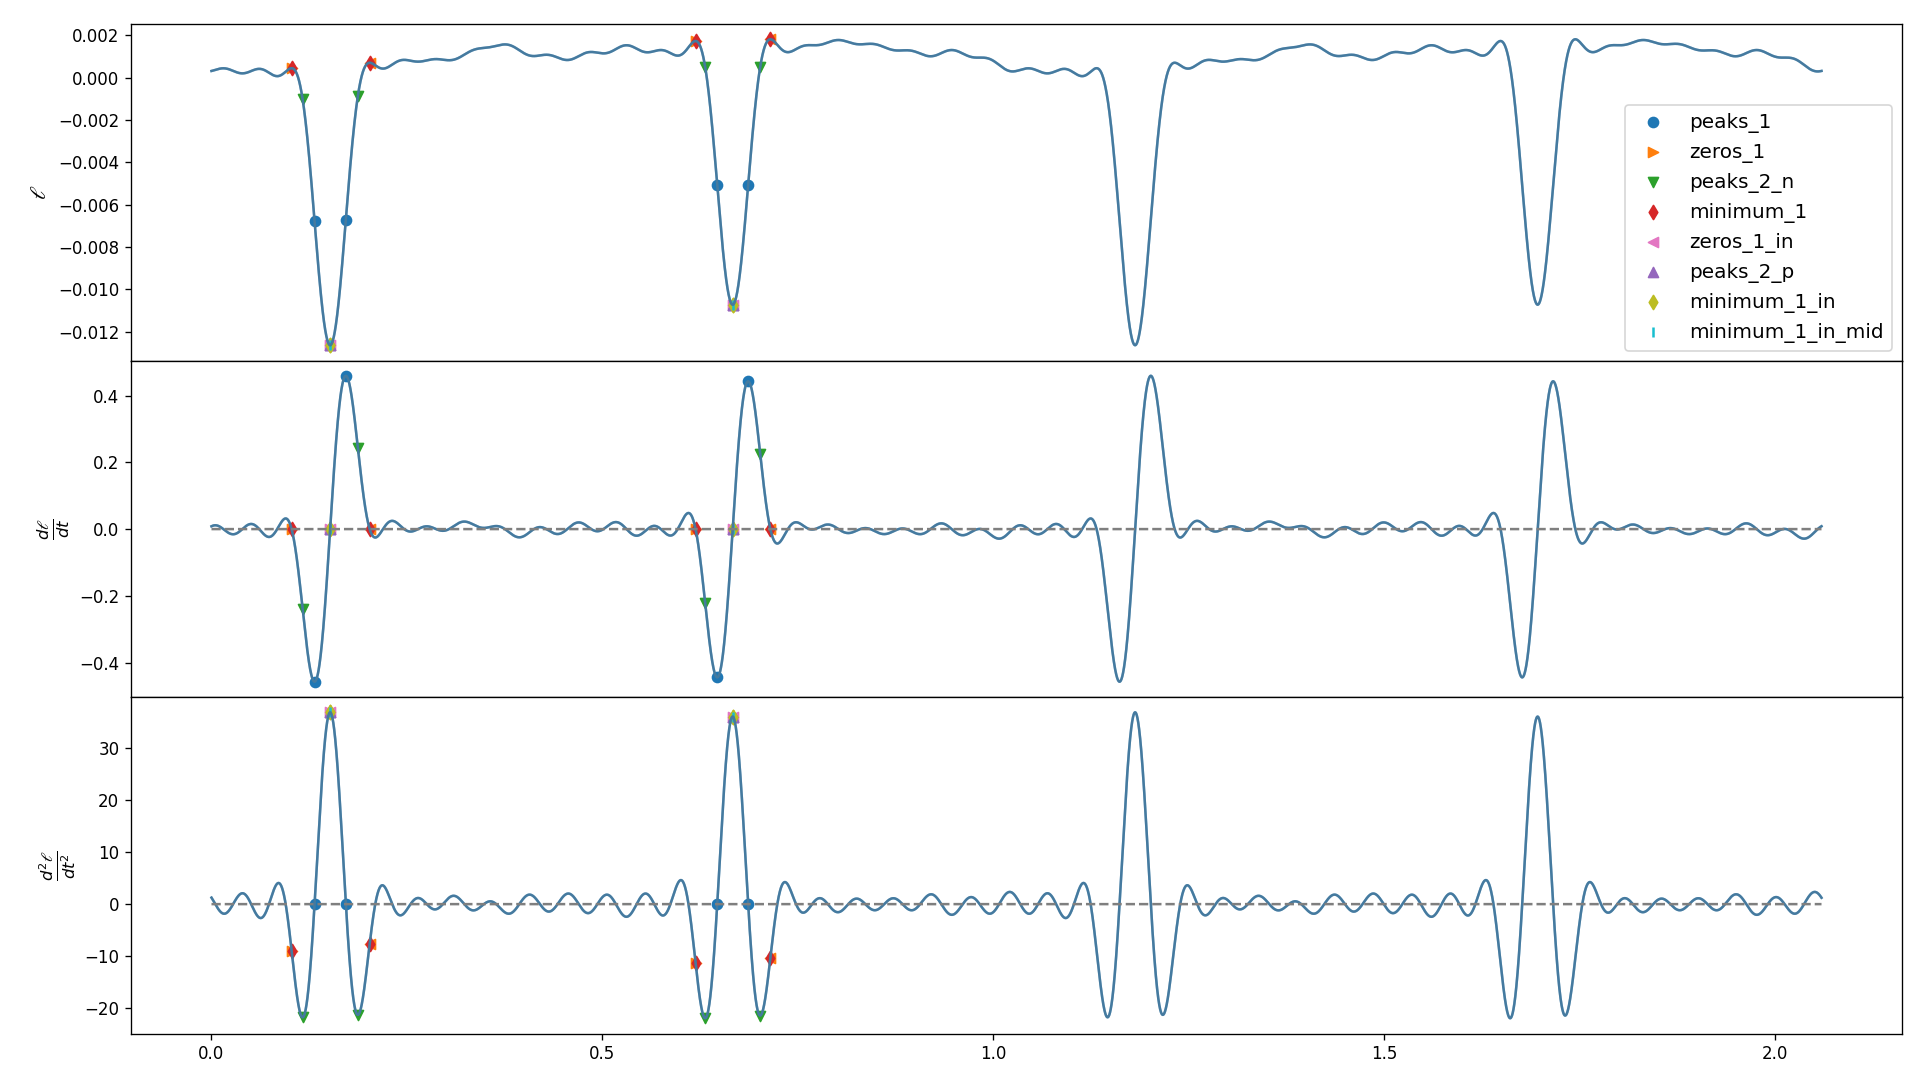 0.002
0.000
−0.002
−0.004
−0.006
−0.008
−0.010
−0.012
ℓ
peaks_1
zeros_1
peaks_2_n
minimum_1
zeros_1_in
peaks_2_p
minimum_1_in
minimum_1_in_mid
0.4
0.2
0.0
−0.2
−0.4
dℓ
dt
30
20
10
0
−10
−20
d²ℓ
dt²
0.0 0.5 1.0 1.5 2.0